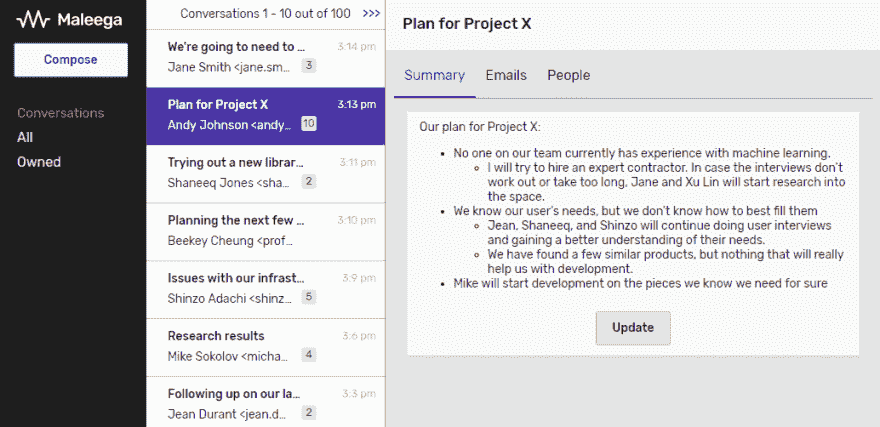 Maleega
Compose
Conversations
All
Owned
Conversations 1 - 10 out of 100 >>>
We're going to need to ... 3:14 pm
Jane Smith <jane.sm... 3
Plan for Project X 3:13 pm
Andy Johnson <andy... 10
Trying out a new librar... 3:11 pm
Shaneeq Jones <sha... 2
Planning the next few ... 3:10 pm
Beekey Cheung <prof...
Issues with our infrast... 3:9 pm
Shinzo Adachi <shinz... 5
Research results 3:6 pm
Mike Sokolov <micha... 4
Following up on our la... 3:3 pm
Jean Durant <jean.d... 2
Plan for Project X
Summary Emails People
Our plan for Project X:
• No one on our team currently has experience with machine learning.
◦ I will try to hire an expert contractor. In case the interviews don't
work out or take too long, Jane and Xu Lin will start research into
the space.
• We know our user's needs, but we don't know how to best fill them
◦ Jean, Shaneeq, and Shinzo will continue doing user interviews
and gaining a better understanding of their needs.
◦ We have found a few similar products, but nothing that will really
help us with development.
• Mike will start development on the pieces we know we need for sure
Update